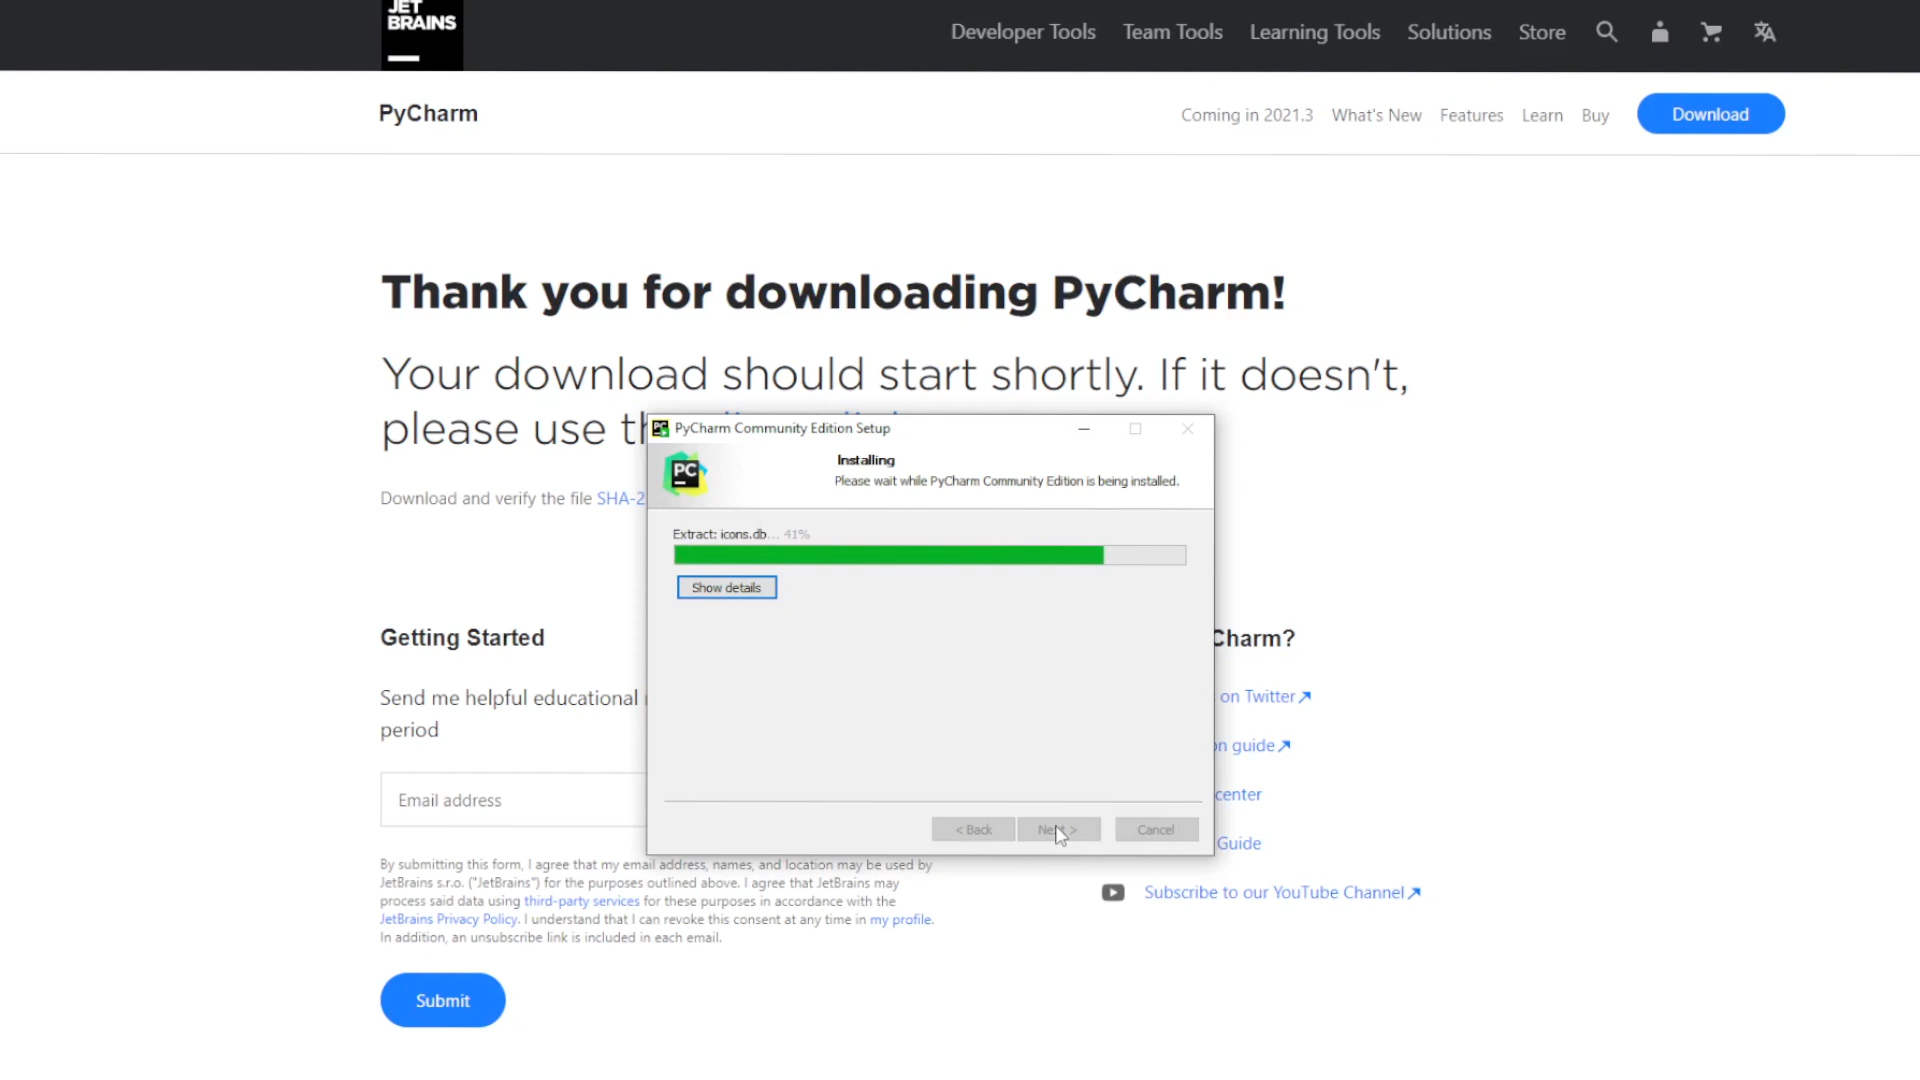 JET
BRAINS
Developer Tools
Team Tools
Learning Tools
Solutions
Store
PyCharm
Coming in 2021.3
What's New
Features
Learn
Buy
Download
Thank you for downloading PyCharm!
Your download should start shortly. If it doesn't,
please use th
Download and verify the file SHA-2
PyCharm Community Edition Setup
PC
Installing
Please wait while PyCharm Community Edition is being installed.
Extract: icons.db... 41%
Show details
< Back
Next >
Cancel
Getting Started
Send me helpful educational
period
Email address
By submitting this form, I agree that my email address, names, and location may be used by
JetBrains s.r.o. ("JetBrains") for the purposes outlined above. I agree that JetBrains may
process said data using third-party services for these purposes in accordance with the
JetBrains Privacy Policy. I understand that I can revoke this consent at any time in my profile.
In addition, an unsubscribe link is included in each email.
Submit
Charm?
on Twitter
on guide
center
Guide
Subscribe to our YouTube Channel